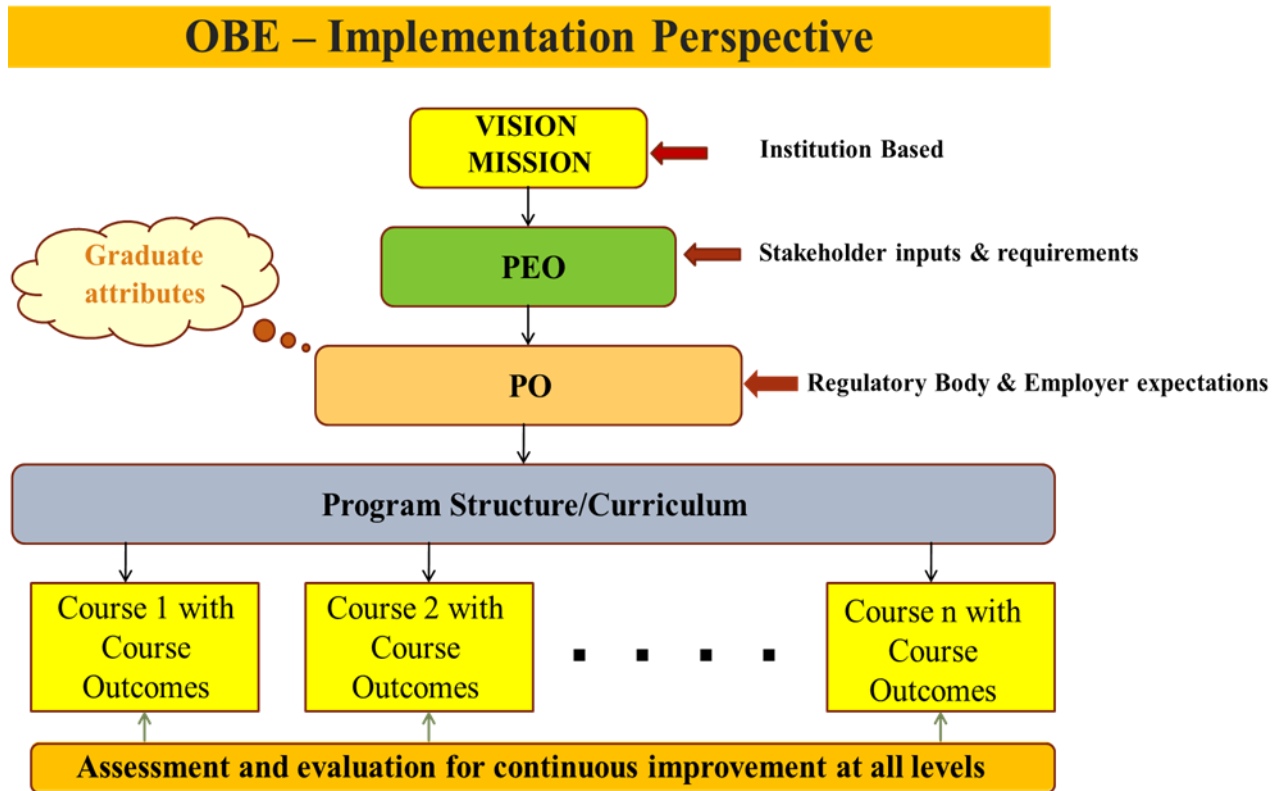 OBE – Implementation Perspective
VISION
MISSION
Institution Based
PEO
Stakeholder inputs & requirements
Graduate
attributes
PO
Regulatory Body & Employer expectations
Program Structure/Curriculum
Course 1 with
Course
Outcomes
Course 2 with
Course
Outcomes
Course n with
Course
Outcomes
Assessment and evaluation for continuous improvement at all levels